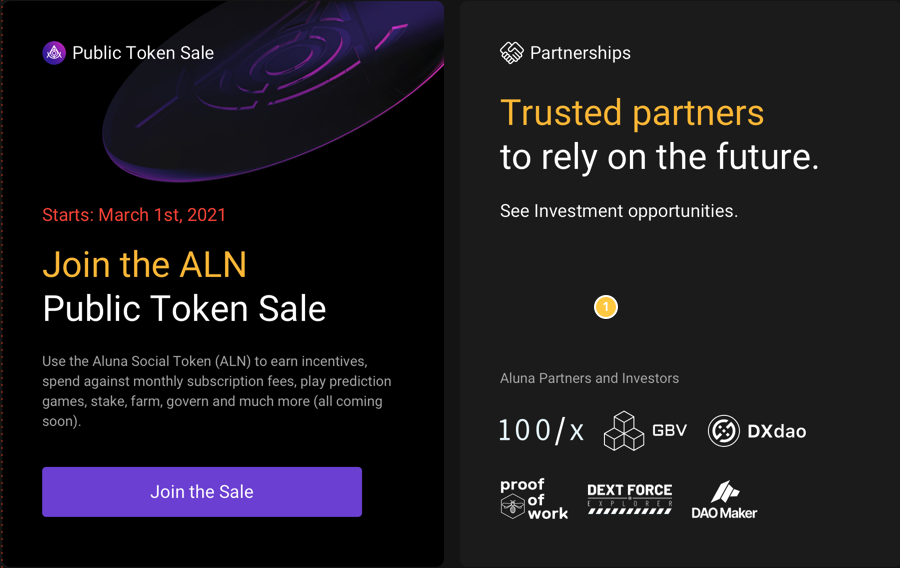 Public Token Sale
Starts: March 1st, 2021
Join the ALN
Public Token Sale
Use the Aluna Social Token (ALN) to earn incentives,
spend against monthly subscription fees, play prediction
games, stake, farm, govern and much more (all coming
soon).
Join the Sale
Partnerships
Trusted partners
to rely on the future.
See Investment opportunities.
1
Aluna Partners and Investors
100/x
GBV
DXdao
proof
of
work
DEXT FORCE
EXPLORER
DAO Maker